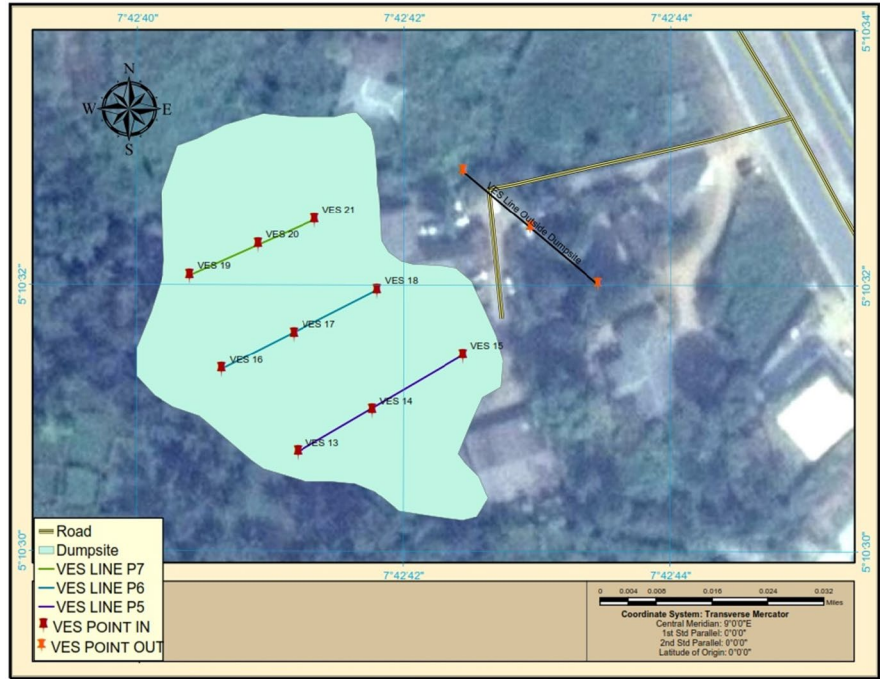 7°42'40" 7°42'42" 7°42'44"
5°10'34"
N
W E
S
VES 21
VES 20
VES 19
VES Line Outside Dumpsite
VES 18
5°10'32" 5°10'32"
VES 17
VES 16
VES 15
VES 14
VES 13
5°10'30" 5°10'30"
Road
Dumpsite
VES LINE P7
VES LINE P6
VES LINE P5
VES POINT IN
VES POINT OUT
7°42'42" 7°42'44"
0 0.004 0.008 0.016 0.024 0.032
Miles
Coordinate System: Transverse Mercator
Central Meridian: 9°0'0"E
1st Std Parallel: 0°0'0"
2nd Std Parallel: 0°0'0"
Latitude of Origin: 0°0'0"